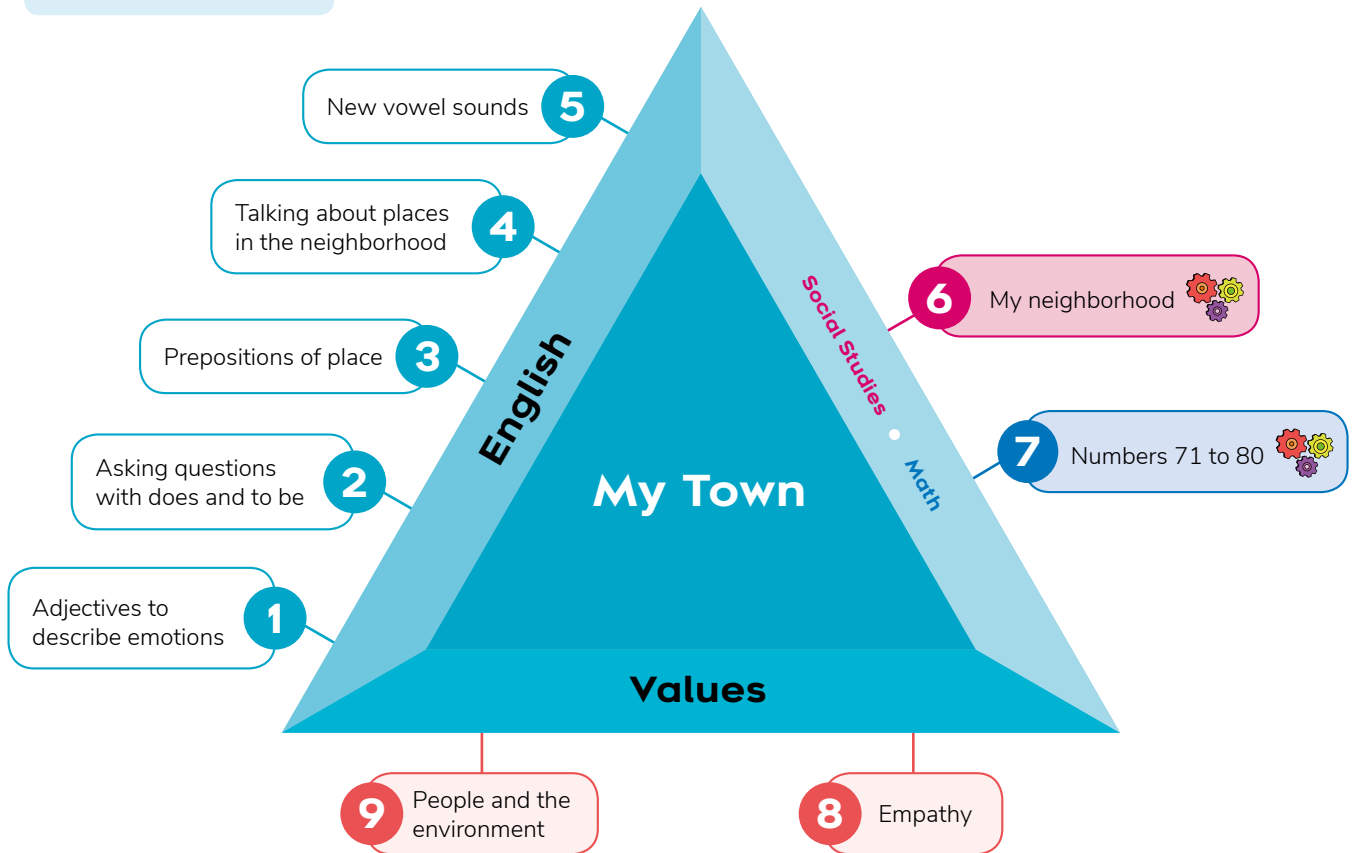 5
New vowel sounds
4
Talking about places
in the neighborhood
3
Prepositions of place
2
Asking questions
with does and to be
1
Adjectives to
describe emotions
English
My Town
Social Studies
•
Math
6
My neighborhood
7
Numbers 71 to 80
Values
9
People and the
environment
8
Empathy